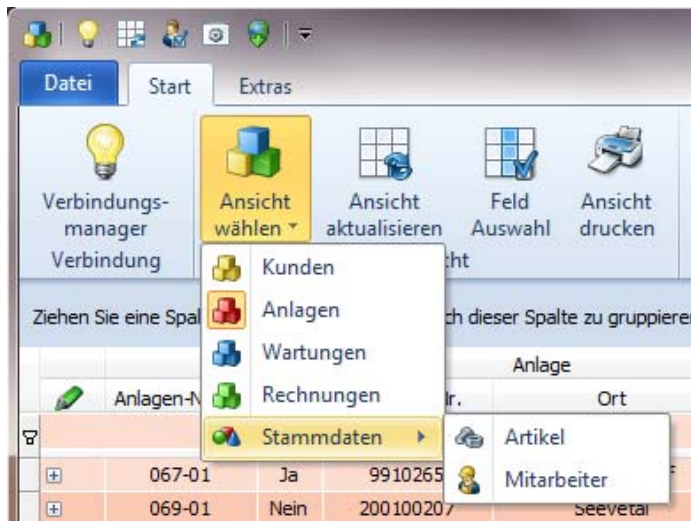 Datei Start Extras
Verbindungs-
manager
Ansicht
wählen
Ansicht
aktualisieren
Feld
Auswahl
Ansicht
drucken
Verbindung
Kunden
Anlagen
Wartungen
Rechnungen
Stammdaten
Artikel
Mitarbeiter
Ziehen Sie eine Spal ch dieser Spalte zu gruppiere
Anlage
Anlagen-N r. Ort
067-01 Ja 9910265
069-01 Nein 200100207 Seevetal